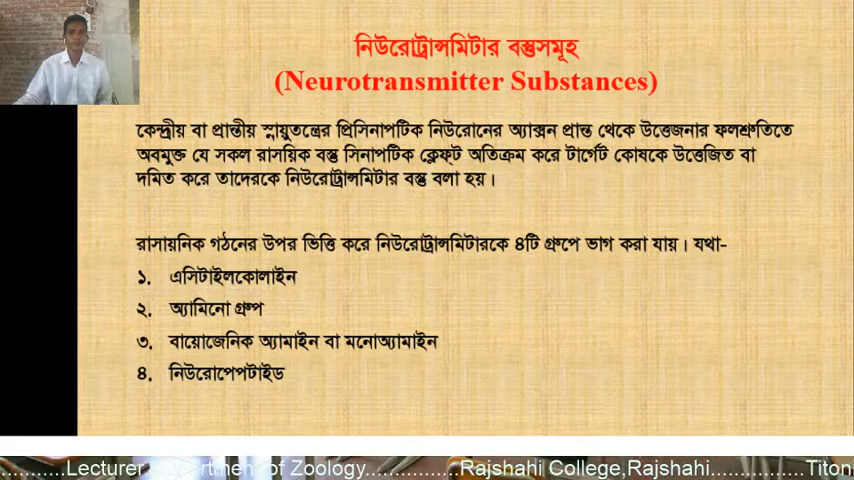 নিউরোট্রান্সমিটার বস্তুসমূহ
(Neurotransmitter Substances)
কেন্দ্রীয় বা প্রান্তীয় স্নায়ুতন্ত্রের প্রিসিনাপটিক নিউরোনের অ্যাক্সন প্রান্ত থেকে উত্তেজনার ফলশ্রুতিতে
অবমুক্ত যে সকল রাসয়িক বস্তু সিনাপটিক ক্লেফ্ট অতিক্রম করে টার্গেট কোষকে উত্তেজিত বা
দমিত করে তাদেরকে নিউরোট্রান্সমিটার বস্তু বলা হয়।
রাসায়নিক গঠনের উপর ভিত্তি করে নিউরোট্রান্সমিটারকে ৪টি গ্রুপে ভাগ করা যায়। যথা-
১. এসিটাইলকোলাইন
২. অ্যামিনো গ্রুপ
৩. বায়োজেনিক অ্যামাইন বা মনোঅ্যামাইন
৪. নিউরোপেপটাইড
...........Lecturer Department of Zoology...............Rajshahi College,Rajshahi...............Titon